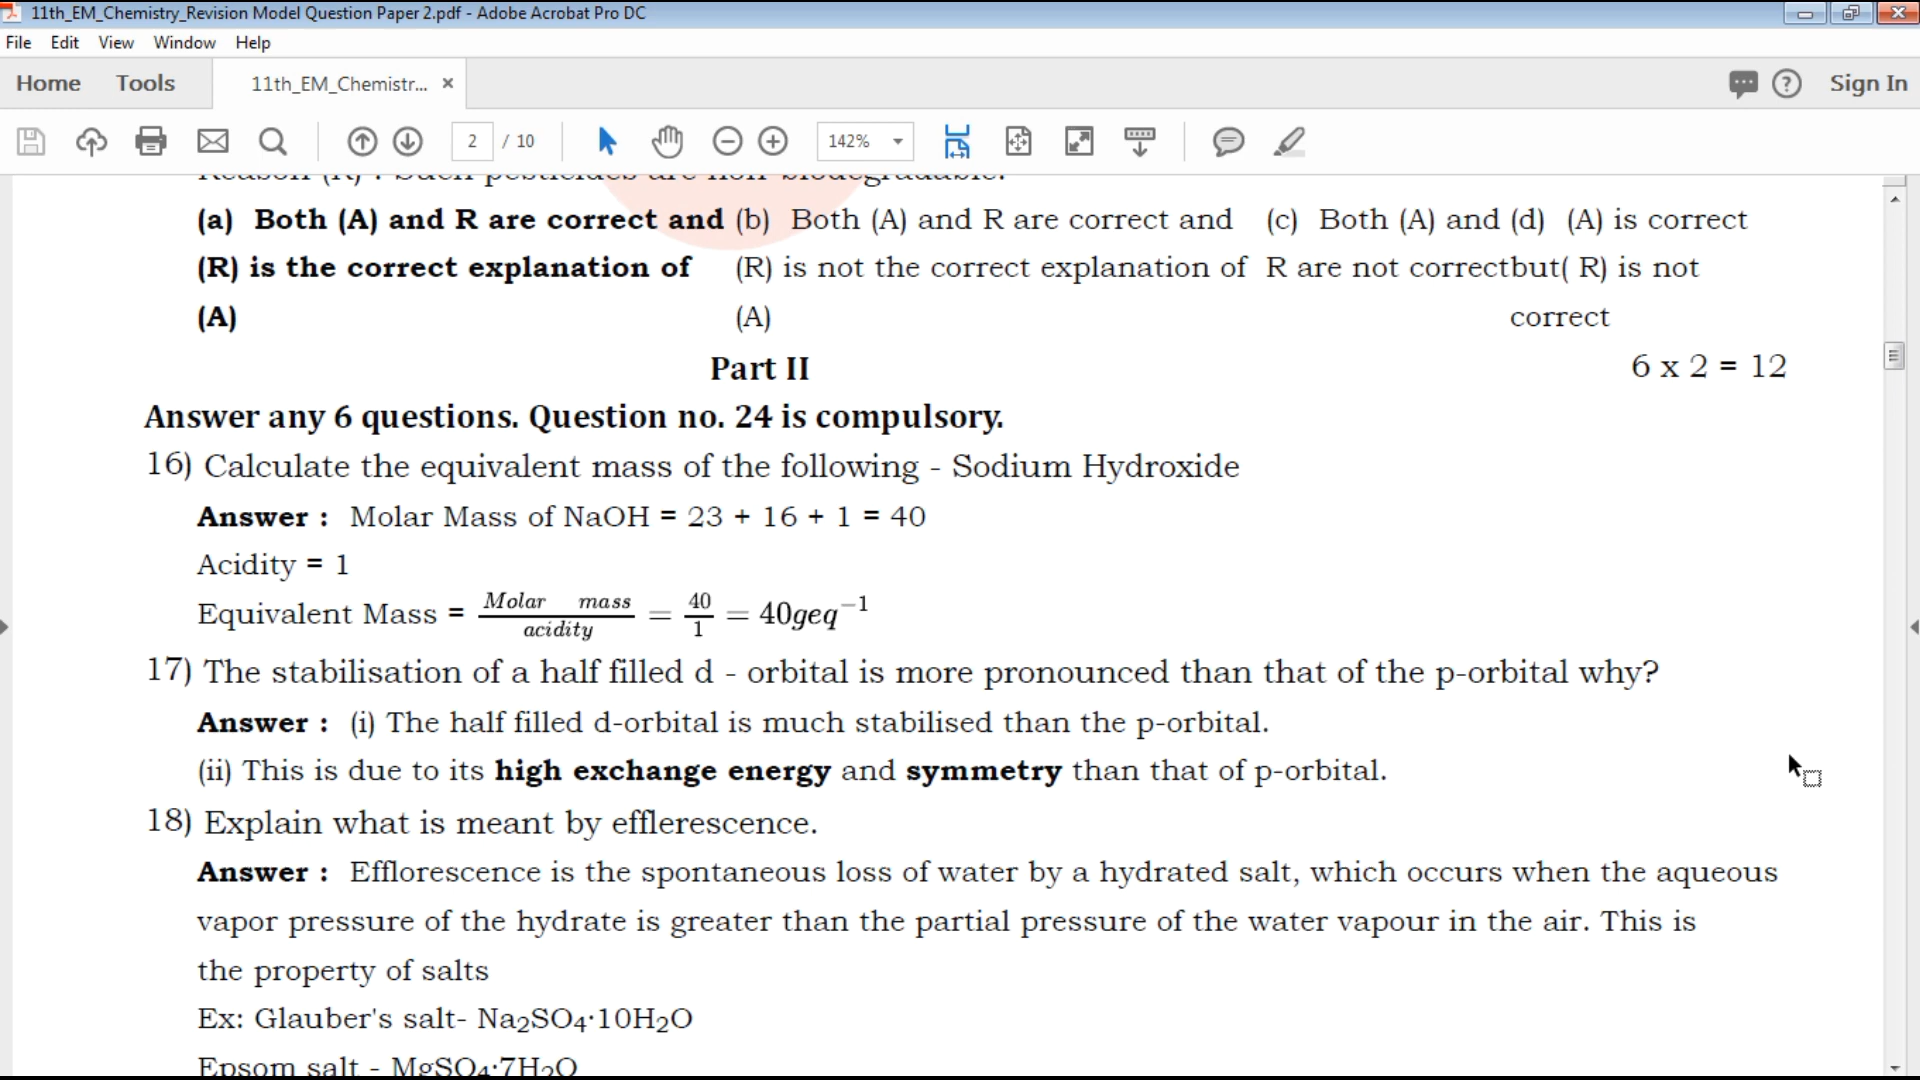 11th_EM_Chemistry_Revision Model Question Paper 2.pdf - Adobe Acrobat Pro DC
File Edit View Window Help
Home Tools 11th_EM_Chemistr... × Sign In
2 / 10 142%
Reason (R) : Such pesticides are non-biodegradable.
(a) Both (A) and R are correct and (b) Both (A) and R are correct and (c) Both (A) and (d) (A) is correct
(R) is the correct explanation of (R) is not the correct explanation of R are not correctbut( R) is not
(A) (A) correct
Part II 6 x 2 = 12
Answer any 6 questions. Question no. 24 is compulsory.
16) Calculate the equivalent mass of the following - Sodium Hydroxide
Answer : Molar Mass of NaOH = 23 + 16 + 1 = 40
Acidity = 1
Equivalent Mass = Molar mass / acidity = 40/1 = 40geq⁻¹
17) The stabilisation of a half filled d - orbital is more pronounced than that of the p-orbital why?
Answer : (i) The half filled d-orbital is much stabilised than the p-orbital.
(ii) This is due to its high exchange energy and symmetry than that of p-orbital.
18) Explain what is meant by efflerescence.
Answer : Efflorescence is the spontaneous loss of water by a hydrated salt, which occurs when the aqueous
vapor pressure of the hydrate is greater than the partial pressure of the water vapour in the air. This is
the property of salts
Ex: Glauber's salt- Na₂SO₄·10H₂O
Epsom salt - MgSO₄·7H₂O